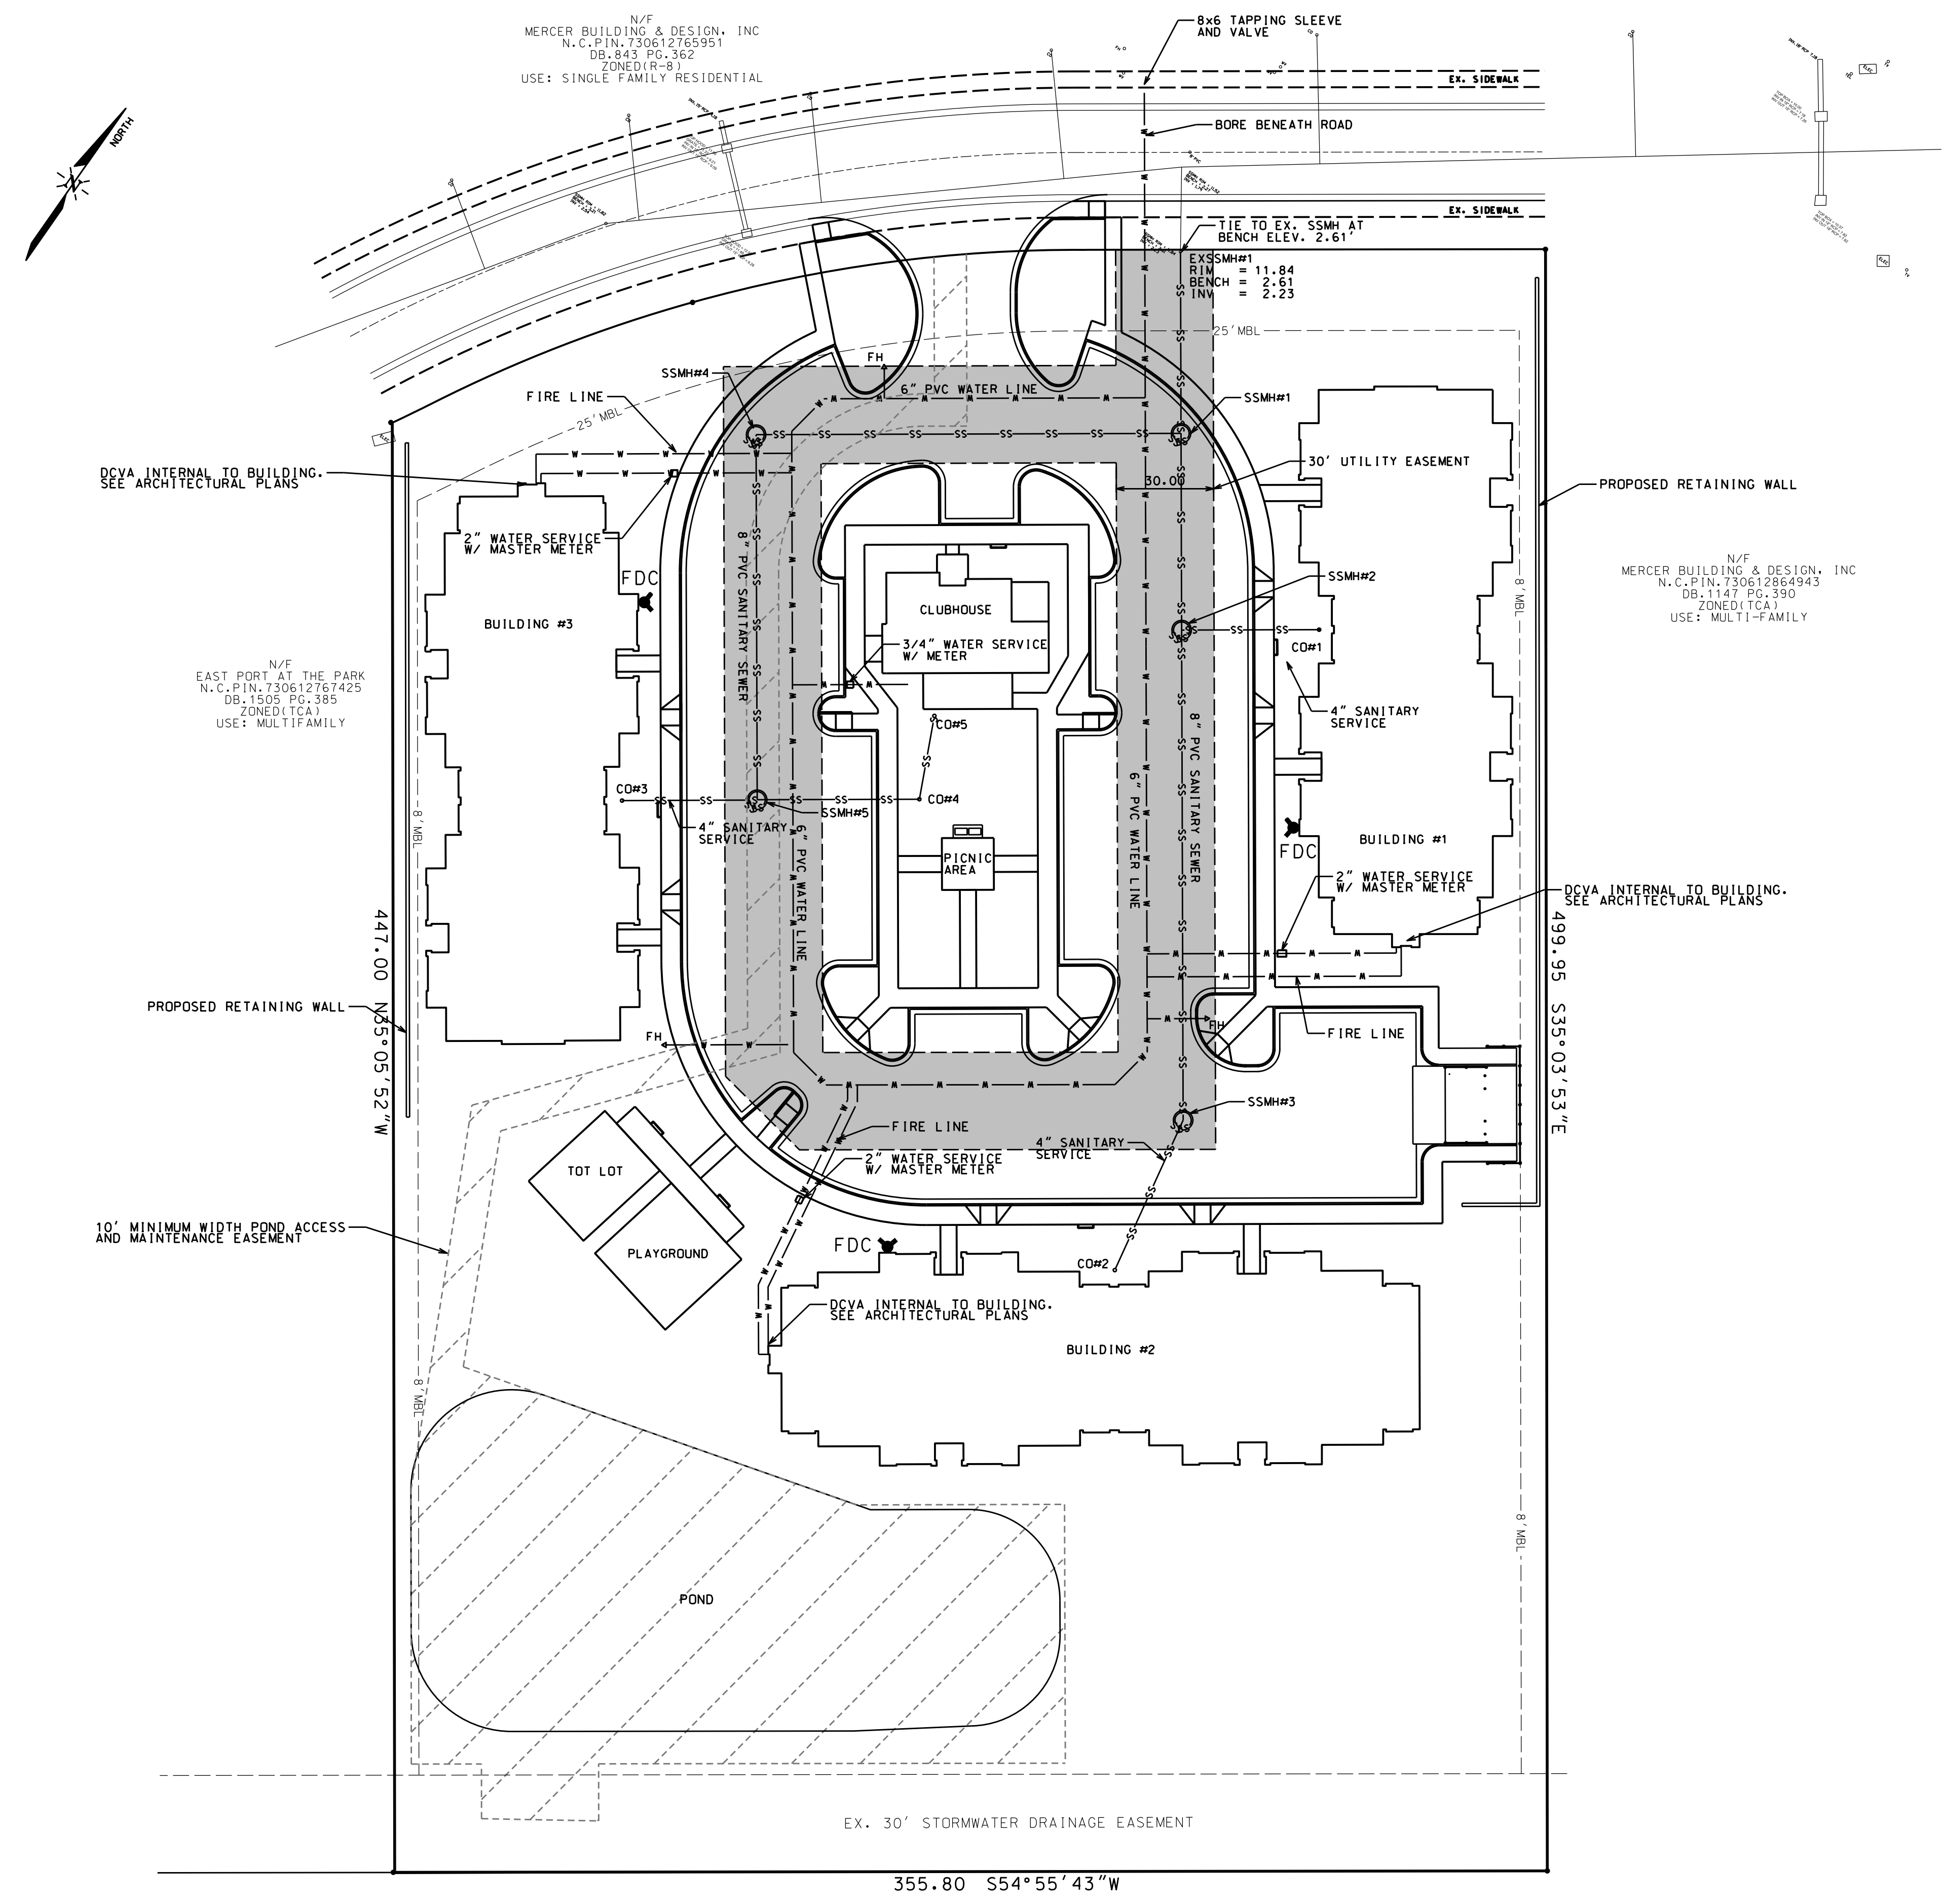 N/F
MERCER BUILDING & DESIGN, INC
N.C.PIN.730612765951
DB.843 PG.362
ZONED(R-8)
USE: SINGLE FAMILY RESIDENTIAL
8x6 TAPPING SLEEVE
AND VALVE
EX. SIDEWALK
BORE BENEATH ROAD
NORTH
EX. SIDEWALK
TIE TO EX. SSMH AT
BENCH ELEV. 2.61'
EXSSMH#1
RIM = 11.84
BENCH = 2.61
INV = 2.23
25'MBL
FH
SSMH#4
6" PVC WATER LINE
FIRE LINE
SSMH#1
25'MBL
DCVA INTERNAL TO BUILDING.
SEE ARCHITECTURAL PLANS
30' UTILITY EASEMENT
30.00
PROPOSED RETAINING WALL
2" WATER SERVICE
W/ MASTER METER
8" PVC SANITARY SEWER
FDC
SSMH#2
8'MBL
N/F
MERCER BUILDING & DESIGN, INC
N.C.PIN.730612864943
DB.1147 PG.390
ZONED(TCA)
USE: MULTI-FAMILY
CLUBHOUSE
BUILDING #3
3/4" WATER SERVICE
W/ METER
CO#1
N/F
EAST PORT AT THE PARK
N.C.PIN.730612767425
DB.1505 PG.385
ZONED(TCA)
USE: MULTIFAMILY
4" SANITARY
SERVICE
CO#5
8" PVC SANITARY SEWER
6" PVC WATER LINE
CO#3
CO#4
SSMH#5
8'MBL
4" SANITARY
SERVICE
6" PVC WATER LINE
PICNIC
AREA
FDC
BUILDING #1
2" WATER SERVICE
W/ MASTER METER
DCVA INTERNAL TO BUILDING.
SEE ARCHITECTURAL PLANS
447.00 N35°05'52"W
499.95 S35°03'53"E
PROPOSED RETAINING WALL
FH
FH
FIRE LINE
SSMH#3
FIRE LINE
4" SANITARY
SERVICE
2" WATER SERVICE
W/ MASTER METER
TOT LOT
10' MINIMUM WIDTH POND ACCESS
AND MAINTENANCE EASEMENT
PLAYGROUND
FDC
CO#2
DCVA INTERNAL TO BUILDING.
SEE ARCHITECTURAL PLANS
BUILDING #2
8'MBL
8'MBL
POND
EX. 30' STORMWATER DRAINAGE EASEMENT
355.80 S54°55'43"W